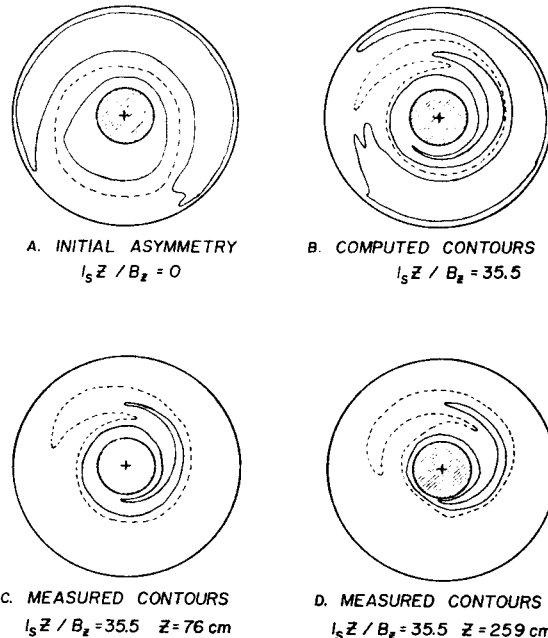 A. INITIAL ASYMMETRY
I_S Z / B_Z = 0
B. COMPUTED CONTOURS
I_S Z / B_Z = 35.5
C. MEASURED CONTOURS
I_S Z / B_Z = 35.5 Z = 76 cm
D. MEASURED CONTOURS
I_S Z / B_Z = 35.5 Z = 259 cm